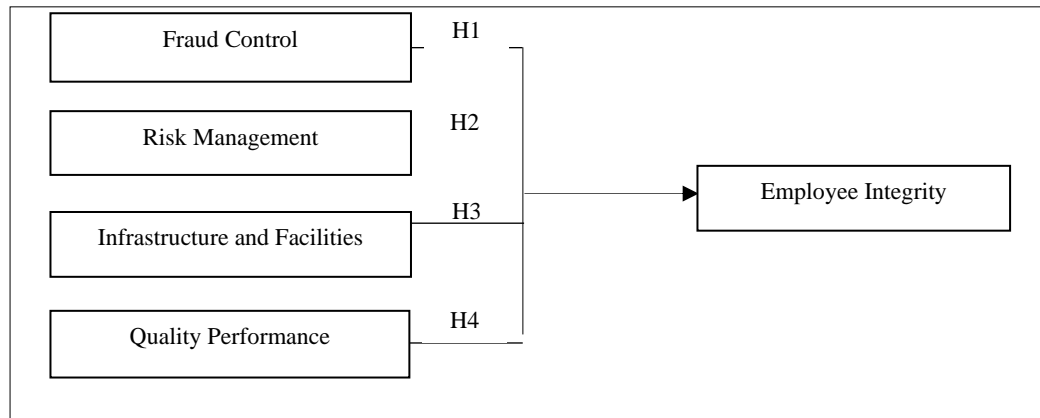 Fraud Control
H1
Risk Management
H2
Infrastructure and Facilities
H3
Employee Integrity
Quality Performance
H4